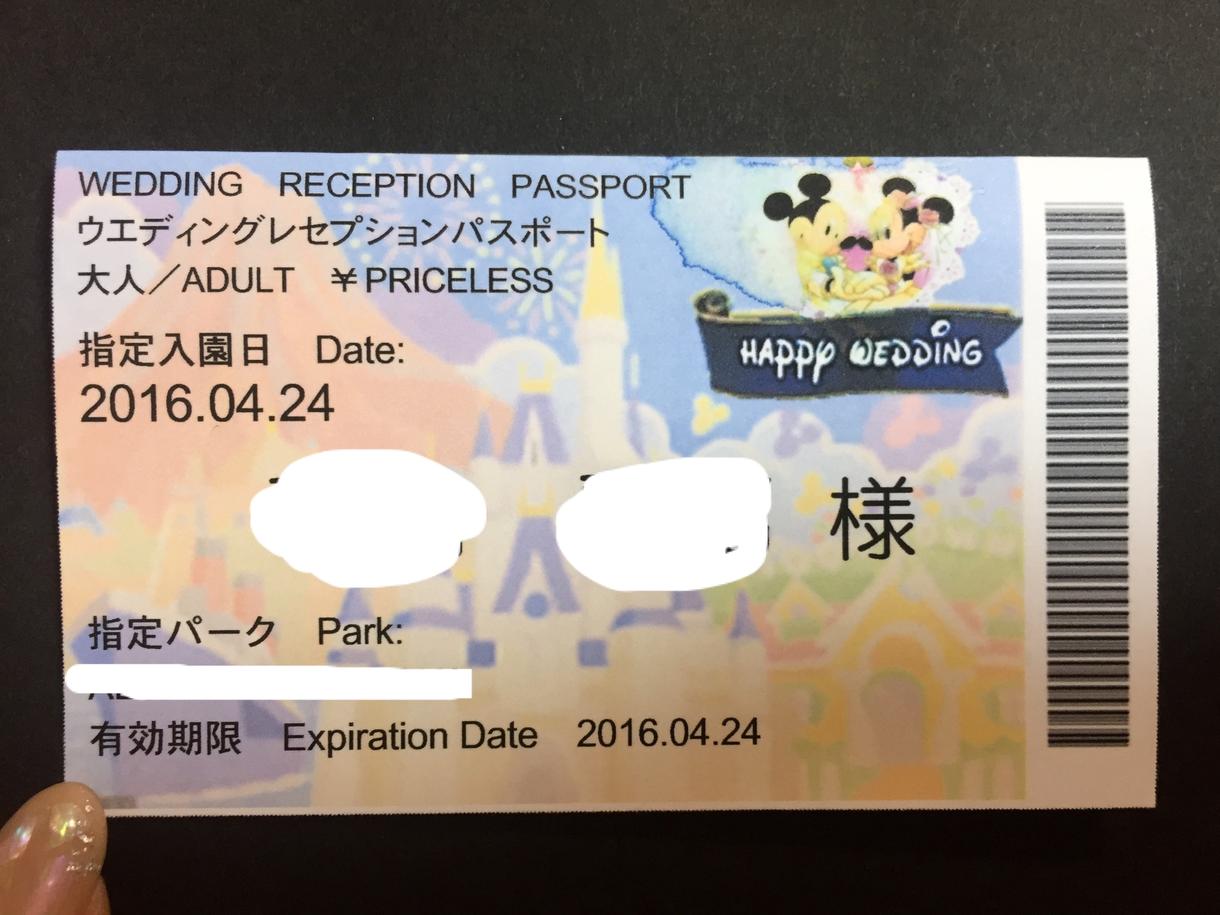 WEDDING RECEPTION PASSPORT
ウエディングレセプションパスポート
大人／ADULT ￥PRICELESS
HAPPY WEDDING
指定入園日 Date:
2016.04.24
様
指定パーク Park:
有効期限 Expiration Date 2016.04.24